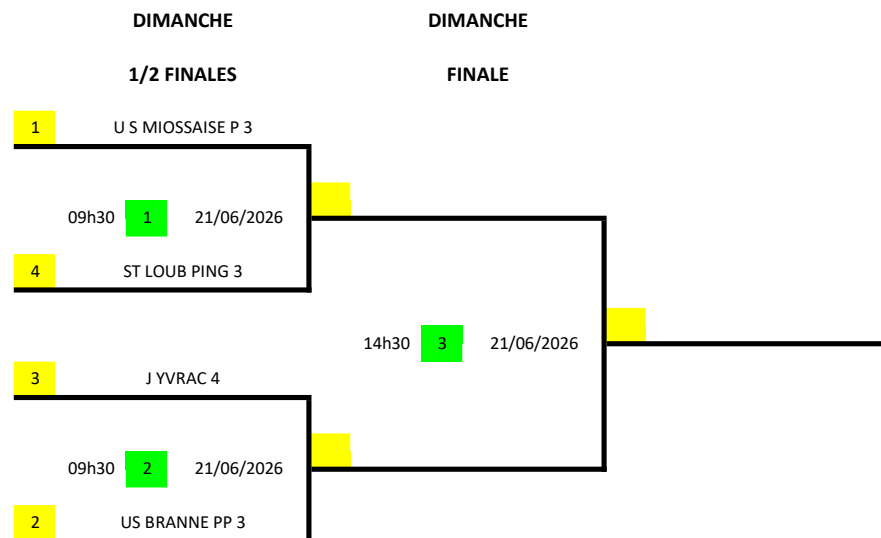 DIMANCHE DIMANCHE
1/2 FINALES FINALE
1 U S MIOSSAISE P 3
09h30 1 21/06/2026
4 ST LOUB PING 3
14h30 3 21/06/2026
3 J YVRAC 4
09h30 2 21/06/2026
2 US BRANNE PP 3